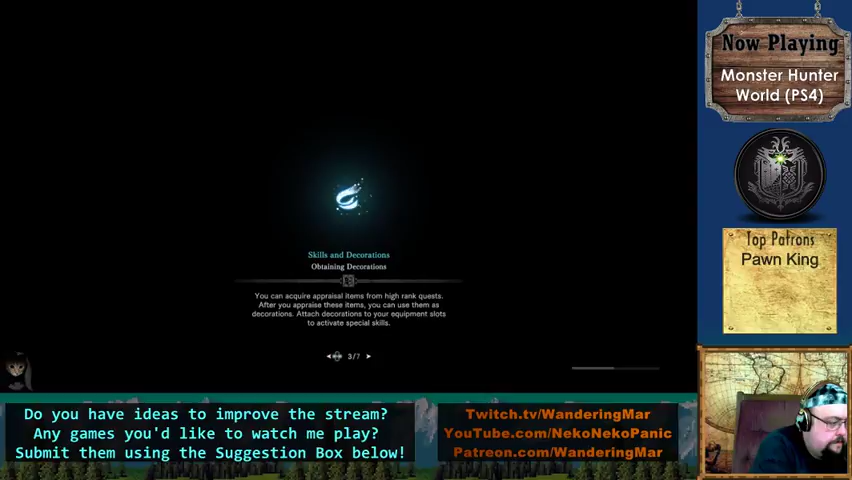 Now Playing
Monster Hunter
World (PS4)
Skills and Decorations
Obtaining Decorations
You can acquire appraisal items from high rank quests.
After you appraise these items, you can use them as
decorations. Attach decorations to your equipment slots
to activate special skills.
3/7
Top Patrons
Pawn King
Do you have ideas to improve the stream?
Any games you'd like to watch me play?
Submit them using the Suggestion Box below!
Twitch.tv/WanderingMar
YouTube.com/NekoNekoPanic
Patreon.com/WanderingMar